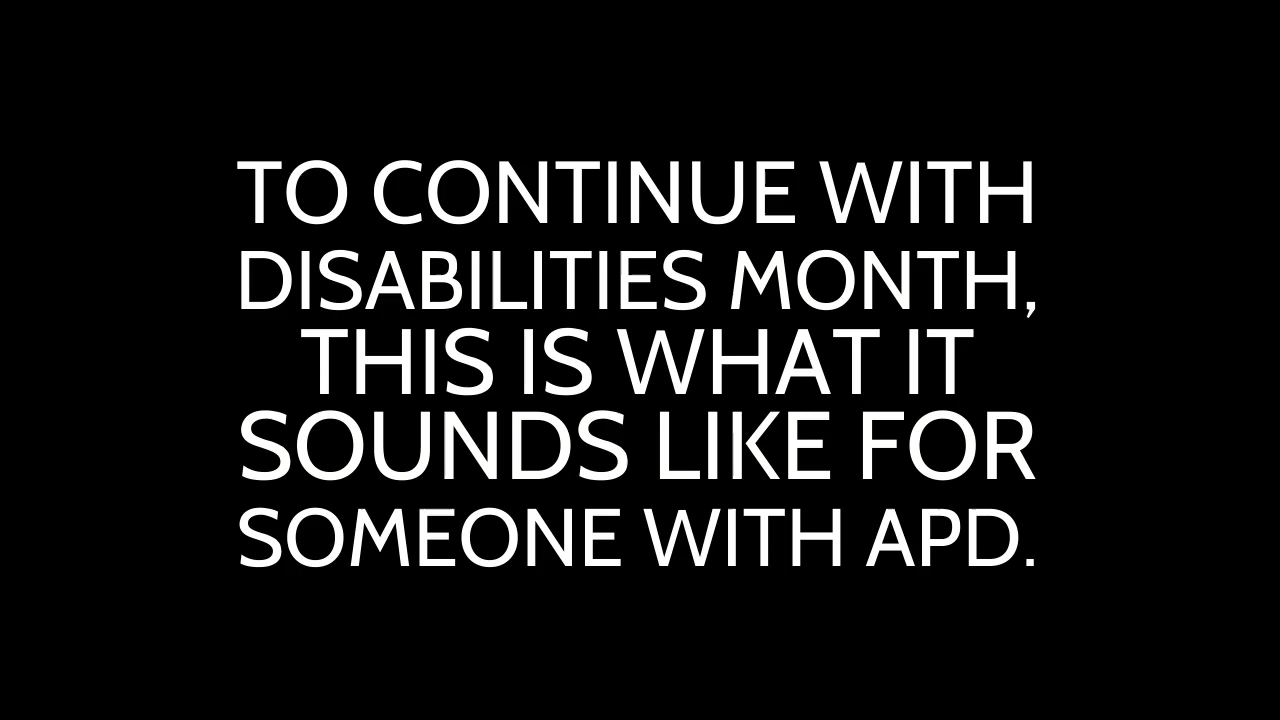 TO CONTINUE WITH
DISABILITIES MONTH,
THIS IS WHAT IT
SOUNDS LIKE FOR
SOMEONE WITH APD.